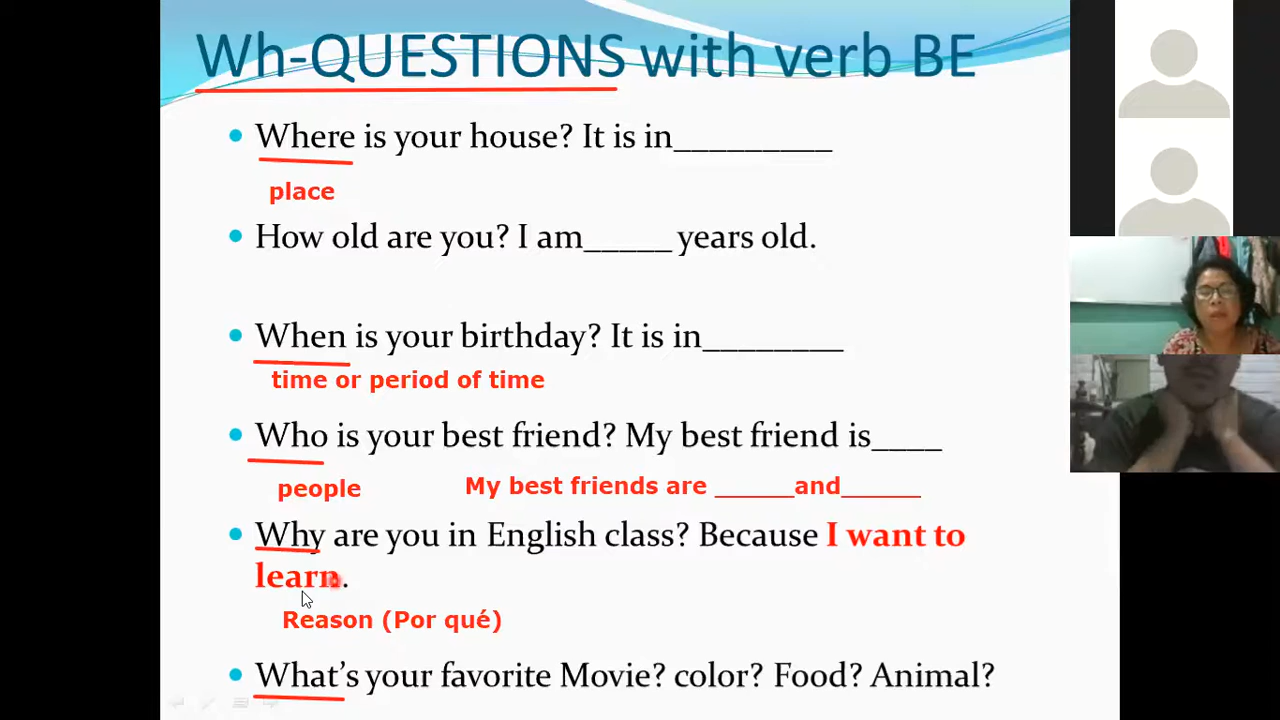 Wh-QUESTIONS with verb BE
Where is your house? It is in_________
place
How old are you? I am_____ years old.
When is your birthday? It is in________
time or period of time
Who is your best friend? My best friend is____
people My best friends are ______and______
Why are you in English class? Because I want to
learn.
Reason (Por qué)
What's your favorite Movie? color? Food? Animal?